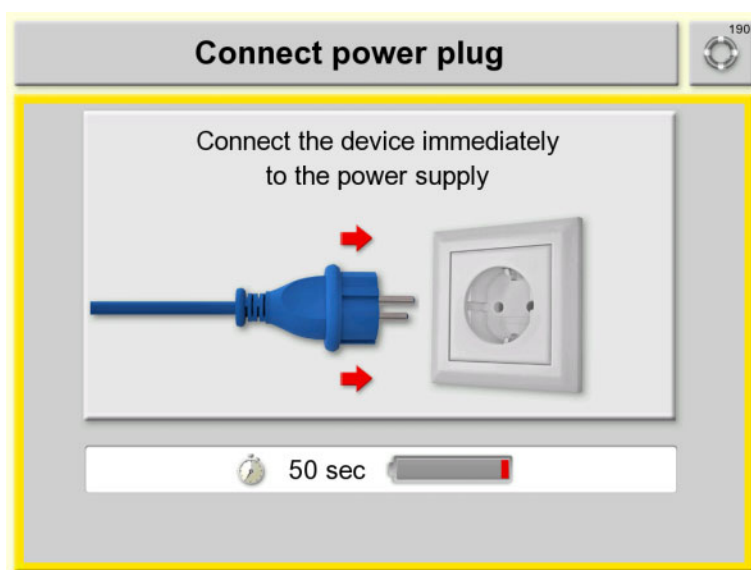 Connect power plug
190
Connect the device immediately
to the power supply
50 sec